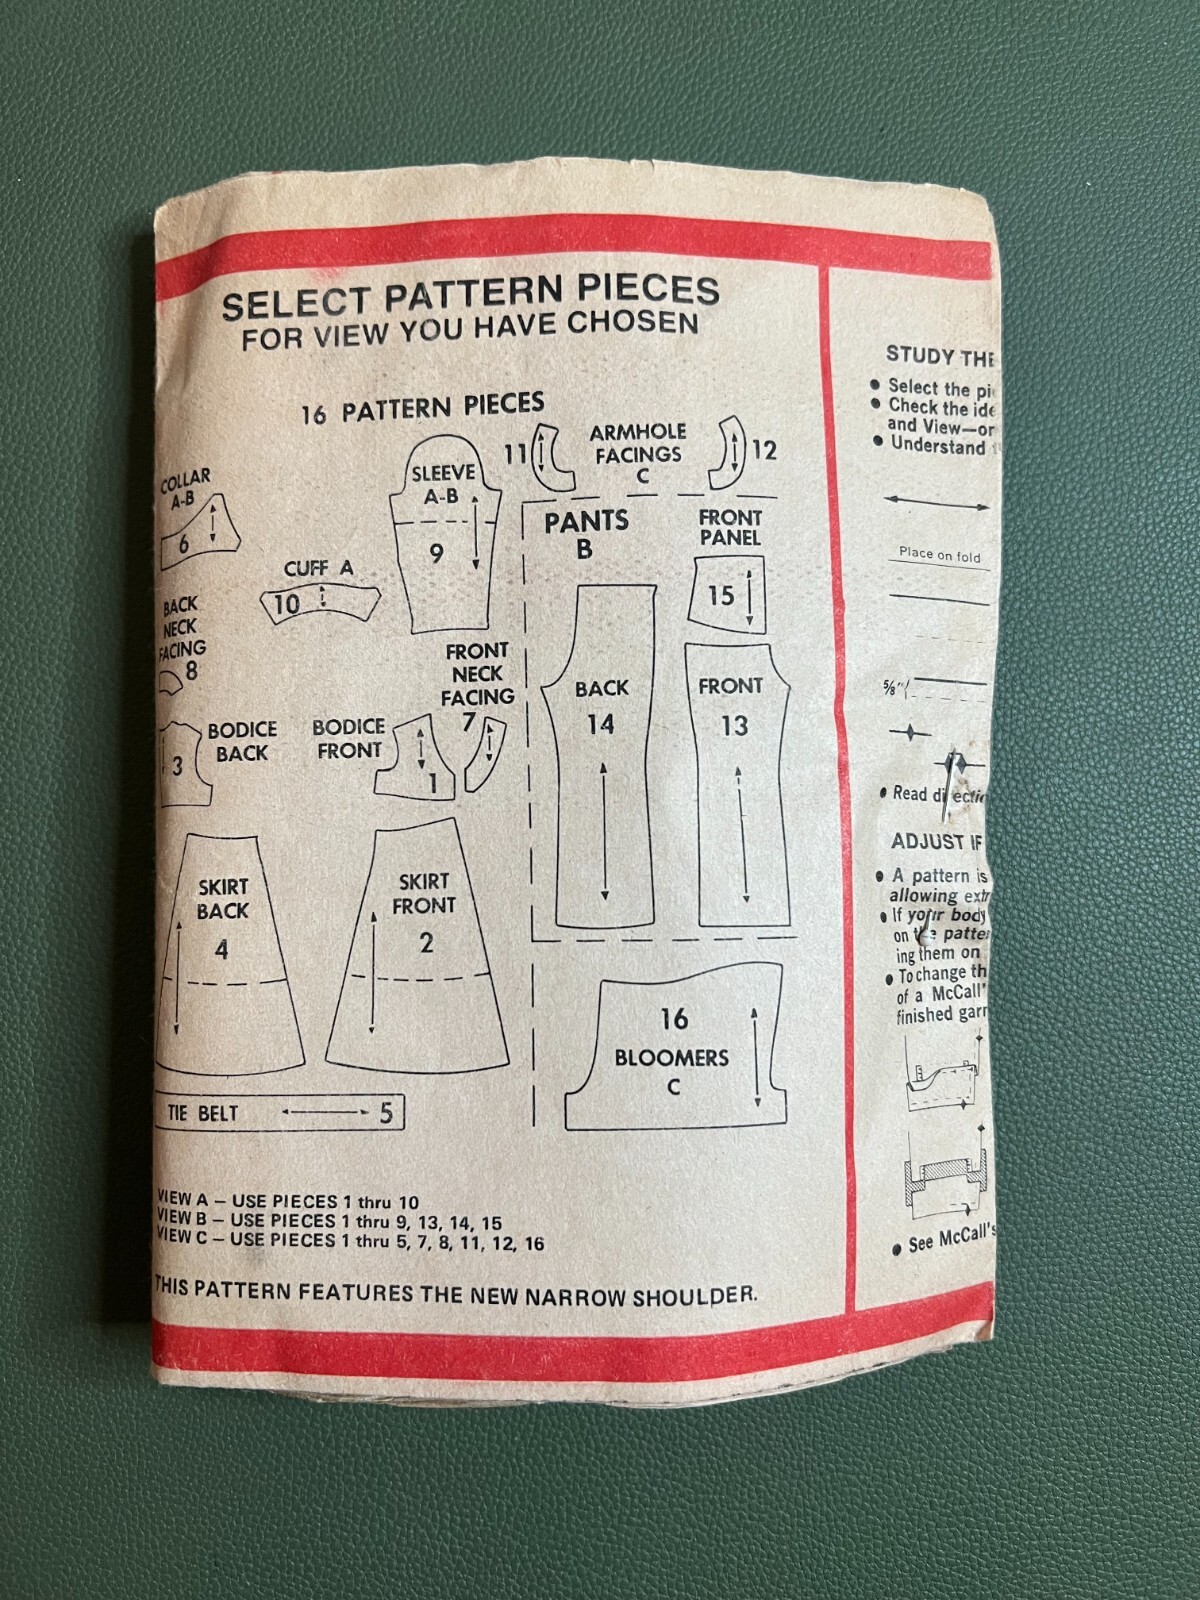 SELECT PATTERN PIECES
FOR VIEW YOU HAVE CHOSEN
16 PATTERN PIECES
COLLAR
A-B
6
CUFF A
10
SLEEVE
A-B
9
11
ARMHOLE
FACINGS
C
12
BACK
NECK
FACING
8
FRONT
NECK
FACING
7
BODICE
BACK
3
BODICE
FRONT
1
SKIRT
BACK
4
SKIRT
FRONT
2
TIE BELT
5
PANTS
B
FRONT
PANEL
15
BACK
14
FRONT
13
16
BLOOMERS
C
VIEW A – USE PIECES 1 thru 10
VIEW B – USE PIECES 1 thru 9, 13, 14, 15
VIEW C – USE PIECES 1 thru 5, 7, 8, 11, 12, 16
THIS PATTERN FEATURES THE NEW NARROW SHOULDER.
STUDY THE
• Select the
• Check the
and View—or
• Understand
Place on fold
5/8"
• Read
ADJUST IF
• A pattern is
allowing
• If your body
on the
ing them on
• To change
of a McCall'
finished
• See McCall's